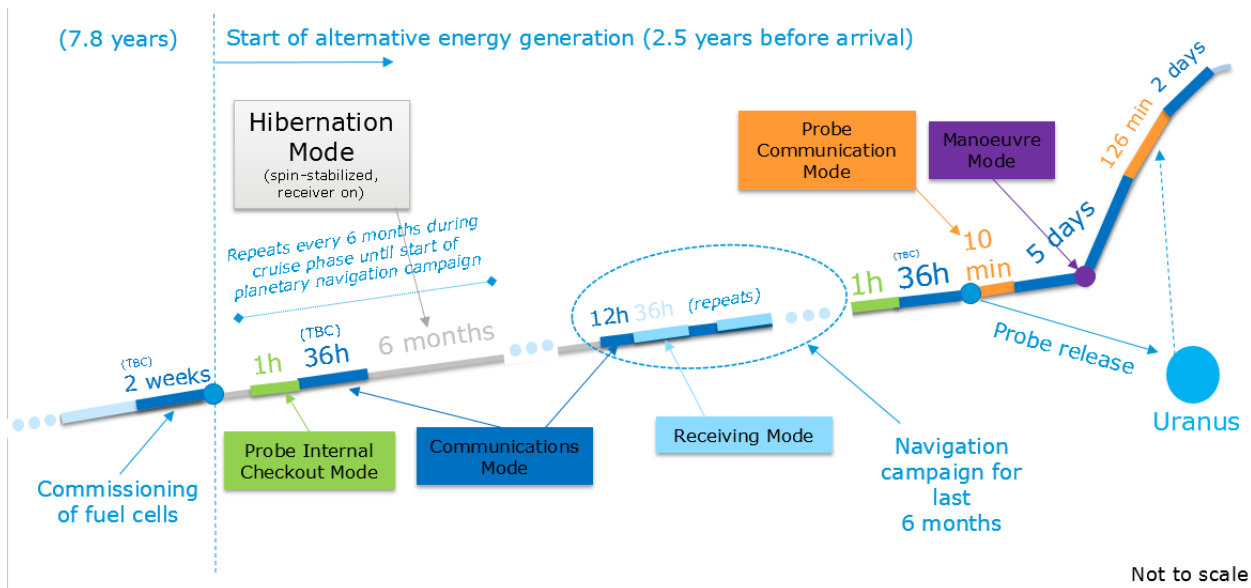 (7.8 years)
Start of alternative energy generation (2.5 years before arrival)
Hibernation
Mode
(spin-stabilized,
receiver on)
Probe
Communication
Mode
Manoeuvre
Mode
126 min
2 days
Repeats every 6 months during
cruise phase until start of
planetary navigation campaign
(TBC)
2 weeks
1h
(TBC)
36h
6 months
12h
36h
(repeats)
1h
(TBC)
36h
10
min
5 days
Probe release
Uranus
Commissioning
of fuel cells
Probe Internal
Checkout Mode
Communications
Mode
Receiving Mode
Navigation
campaign for
last
6 months
Not to scale